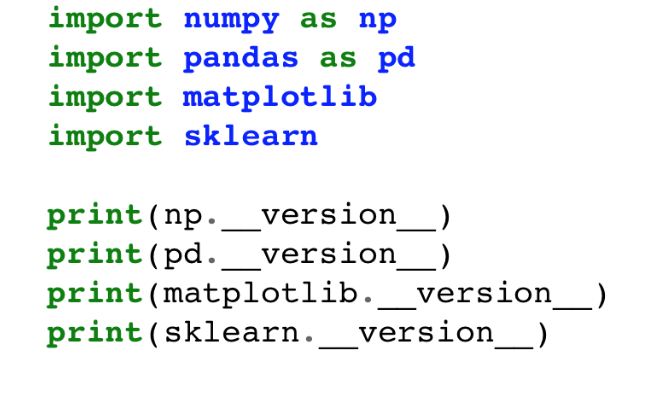 import numpy as np
import pandas as pd
import matplotlib
import sklearn
print(np.__version__)
print(pd.__version__)
print(matplotlib.__version__)
print(sklearn.__version__)